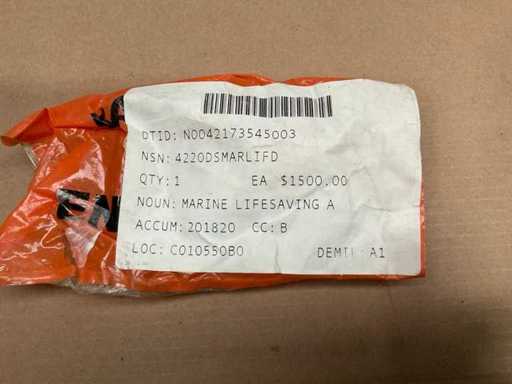 DTID: N0042173545003
NSN: 4220DSMARLIFD
QTY: 1 EA $1500.00
NOUN: MARINE LIFESAVING A
ACCUM: 201820 CC: B
LOC: C010550B0 DEMIL: A1